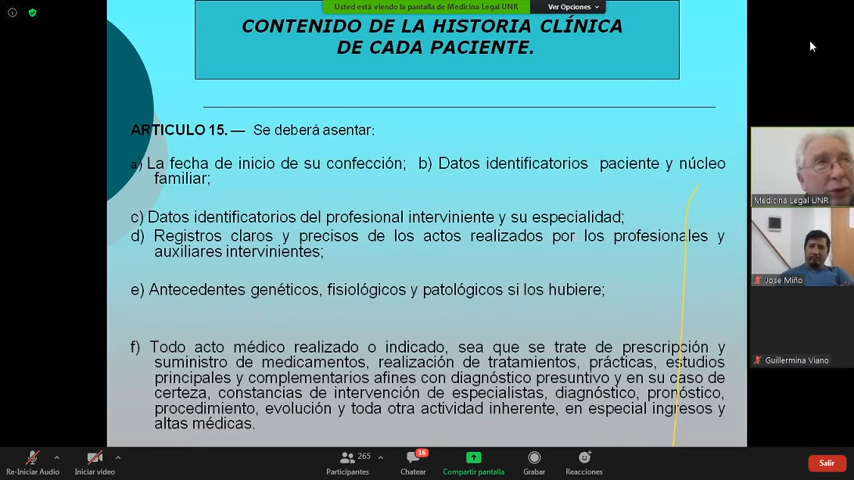 Usted está viendo la pantalla de Medicina Legal UNR
Ver Opciones
CONTENIDO DE LA HISTORIA CLÍNICA
DE CADA PACIENTE.
ARTICULO 15.— Se deberá asentar:
a) La fecha de inicio de su confección; b) Datos identificatorios paciente y núcleo
familiar;
c) Datos identificatorios del profesional interviniente y su especialidad;
d) Registros claros y precisos de los actos realizados por los profesionales y
auxiliares intervinientes;
e) Antecedentes genéticos, fisiológicos y patológicos si los hubiere;
f) Todo acto médico realizado o indicado, sea que se trate de prescripción y
suministro de medicamentos, realización de tratamientos, prácticas, estudios
principales y complementarios afines con diagnóstico presuntivo y en su caso de
certeza, constancias de intervención de especialistas, diagnóstico, pronóstico,
procedimiento, evolución y toda otra actividad inherente, en especial ingresos y
altas médicas.
Medicina Legal UNR
Jose Miño
Guillermina Viano
Re-Iniciar Audio
Iniciar video
265
Participantes
16
Chatear
Compartir pantalla
Grabar
Reacciones
Salir